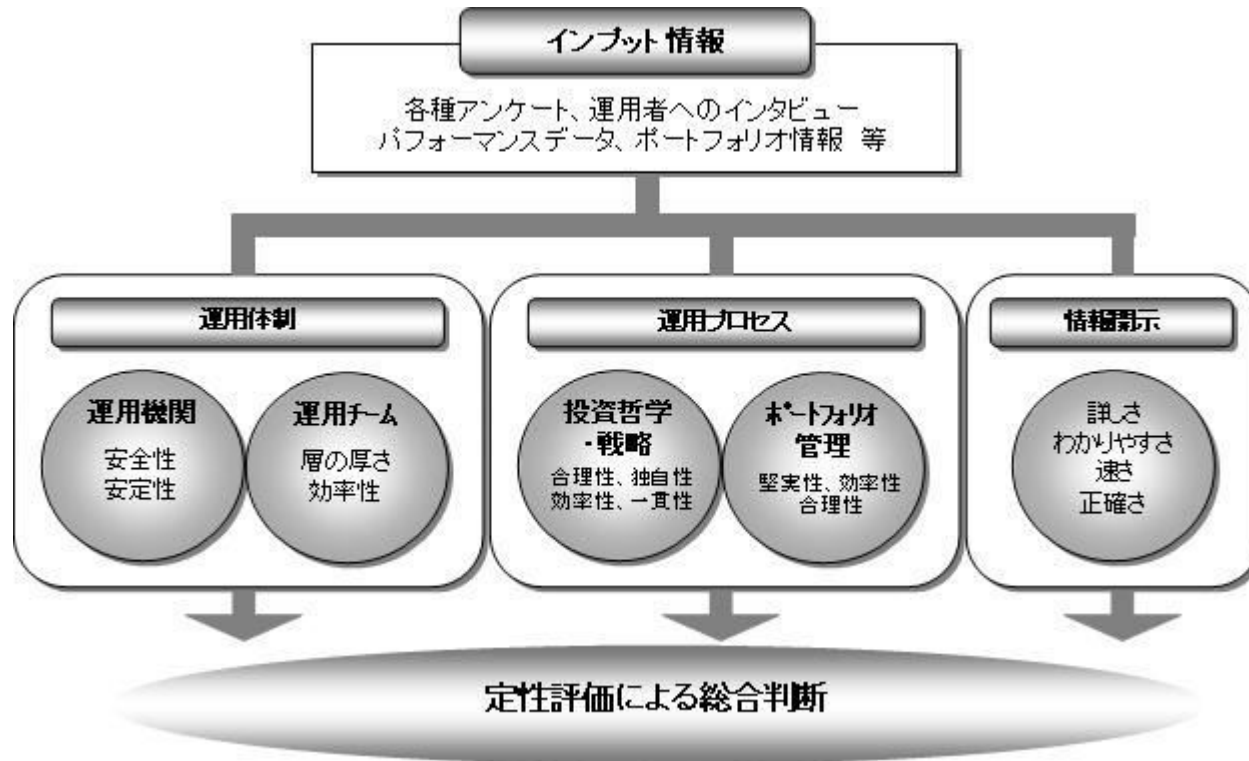 インプット情報
各種アンケート、運用者へのインタビュー
パフォーマンスデータ、ポートフォリオ情報 等
運用体制
運用機関
安全性
安定性
運用チーム
層の厚さ
効率性
運用プロセス
投資哲学
・戦略
合理性、独自性
効率性、一貫性
ポートフォリオ
管理
堅実性、効率性
合理性
情報開示
詳しさ
わかりやすさ
速さ
正確さ
定性評価による総合判断